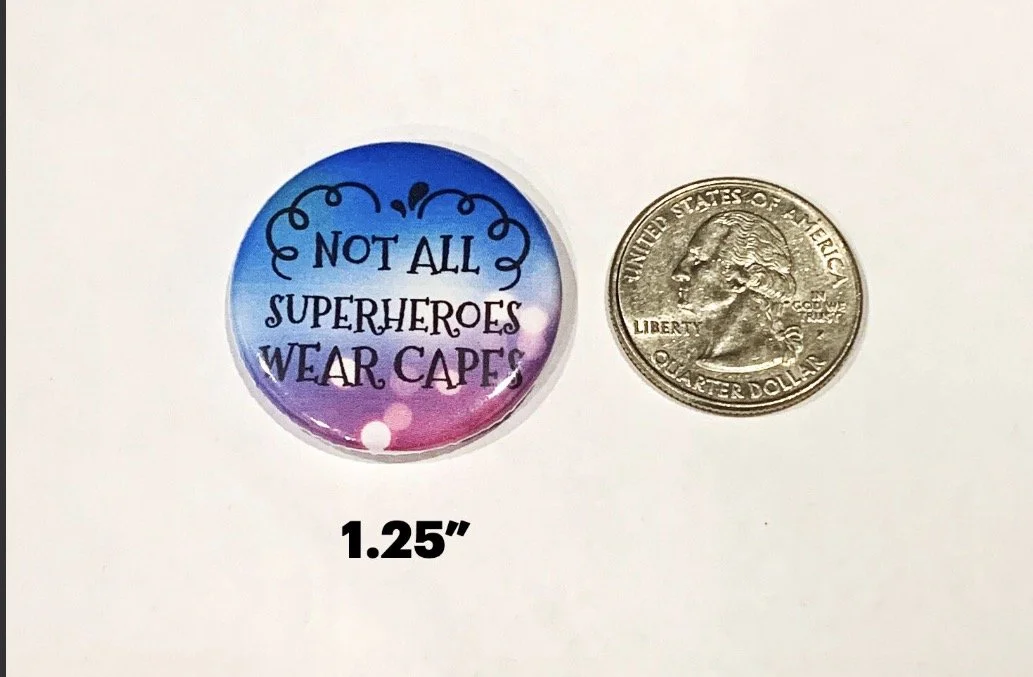 NOT ALL
SUPERHEROES
WEAR CAPES
UNITED STATES OF AMERICA
LIBERTY
IN
GOD WE
TRUST
QUARTER DOLLAR
1.25"